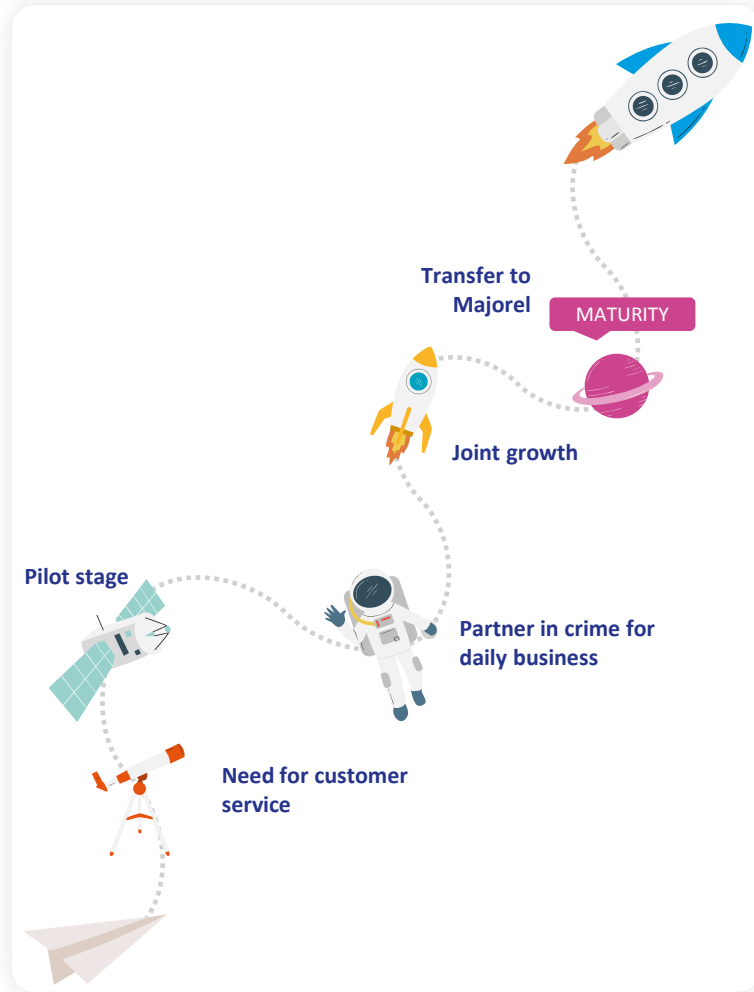 Transfer to
Majorel
MATURITY
Joint growth
Pilot stage
Partner in crime for
daily business
Need for customer
service